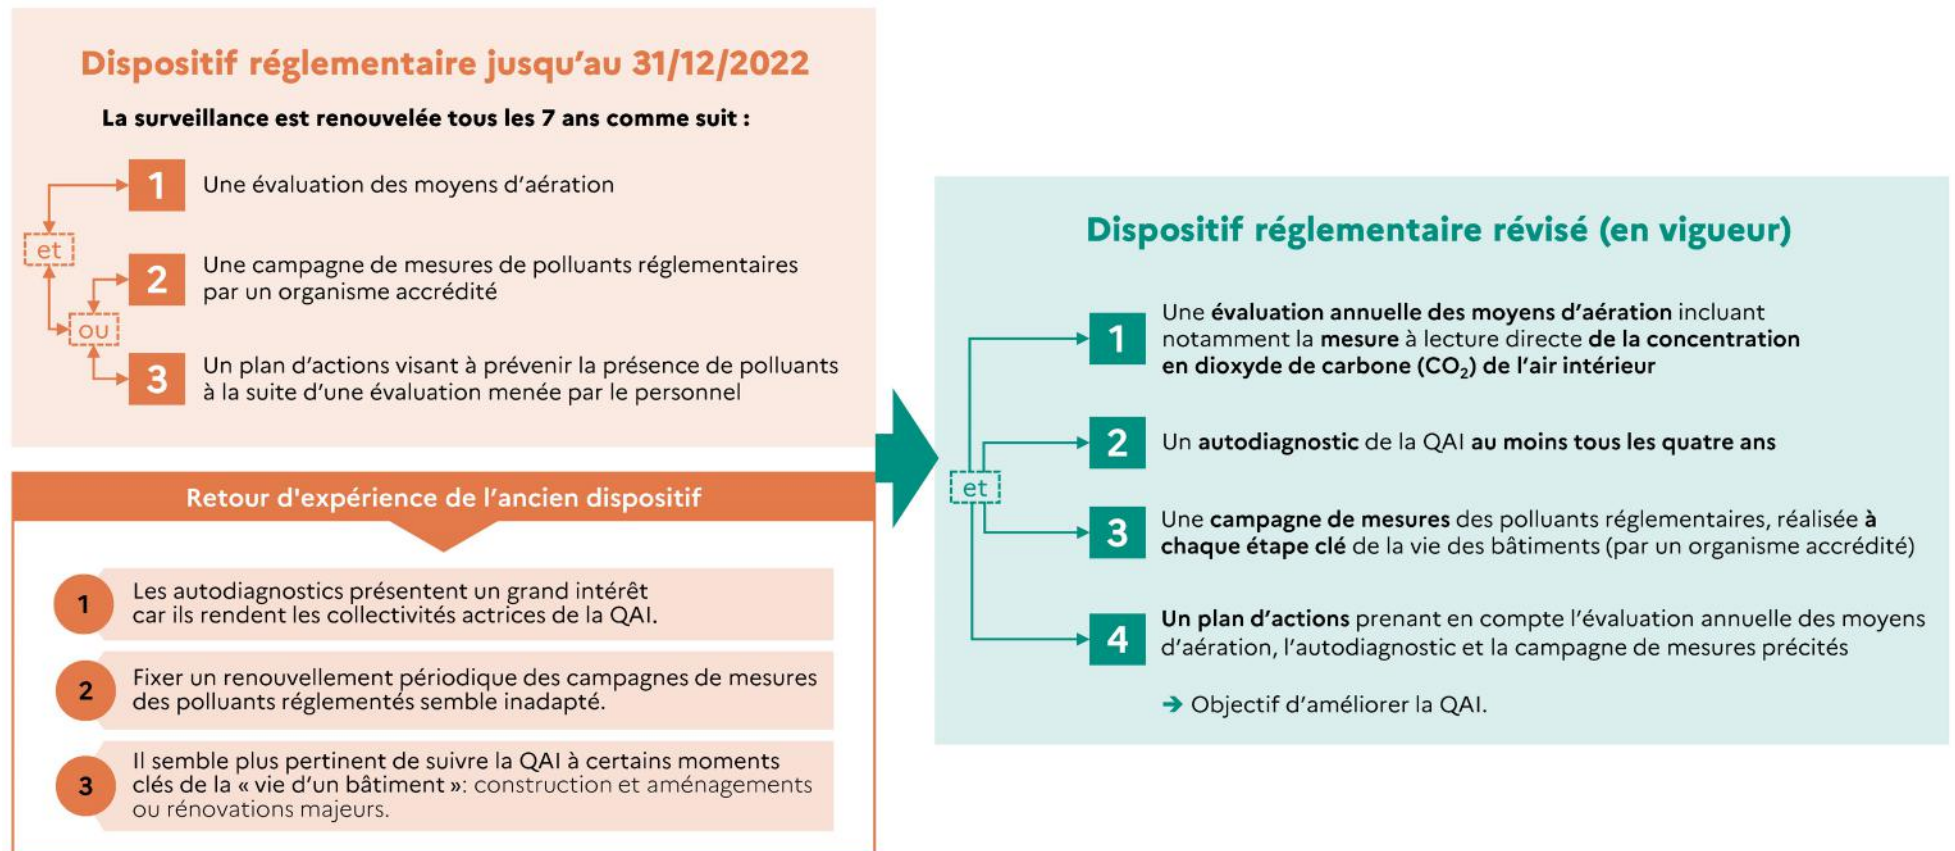 Dispositif réglementaire jusqu’au 31/12/2022
La surveillance est renouvelée tous les 7 ans comme suit :
1
Une évaluation des moyens d’aération
et
2
Une campagne de mesures de polluants réglementaires
par un organisme accrédité
ou
3
Un plan d’actions visant à prévenir la présence de polluants
à la suite d’une évaluation menée par le personnel
Retour d'expérience de l’ancien dispositif
1
Les autodiagnostics présentent un grand intérêt
car ils rendent les collectivités actrices de la QAI.
2
Fixer un renouvellement périodique des campagnes de mesures
des polluants réglementés semble inadapté.
3
Il semble plus pertinent de suivre la QAI à certains moments
clés de la « vie d’un bâtiment »: construction et aménagements
ou rénovations majeurs.
Dispositif réglementaire révisé (en vigueur)
1
Une évaluation annuelle des moyens d’aération incluant
notamment la mesure à lecture directe de la concentration
en dioxyde de carbone (CO₂) de l’air intérieur
2
Un autodiagnostic de la QAI au moins tous les quatre ans
et
3
Une campagne de mesures des polluants réglementaires, réalisée à
chaque étape clé de la vie des bâtiments (par un organisme accrédité)
4
Un plan d’actions prenant en compte l’évaluation annuelle des moyens
d’aération, l’autodiagnostic et la campagne de mesures précités
➔ Objectif d’améliorer la QAI.